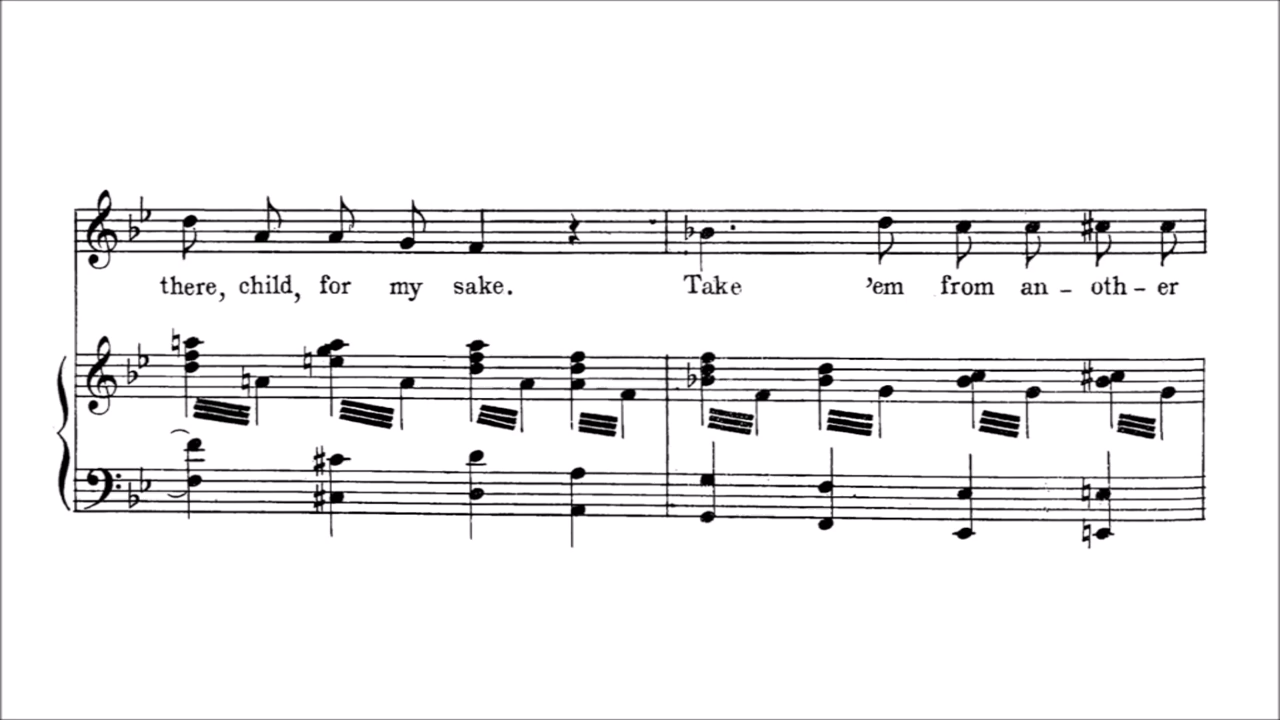 there, child, for my sake. Take ’em from an - oth - er